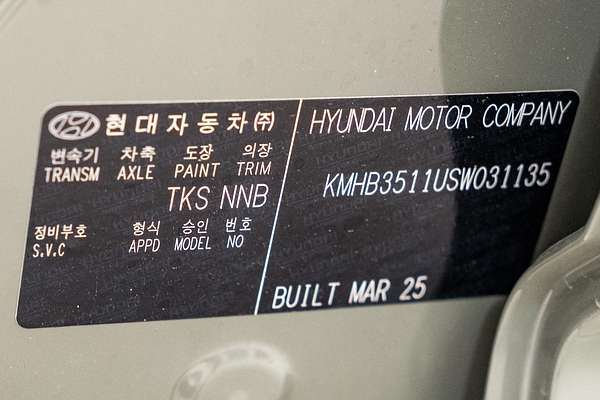 현대자동차(주)
변속기 차축 도장 의장
TRANSM AXLE PAINT TRIM
TKS NNB
정비부호 형식 승인 번호
S.V.C APPD MODEL NO
HYUNDAI MOTOR COMPANY
KMHB3511USW031135
BUILT MAR 25